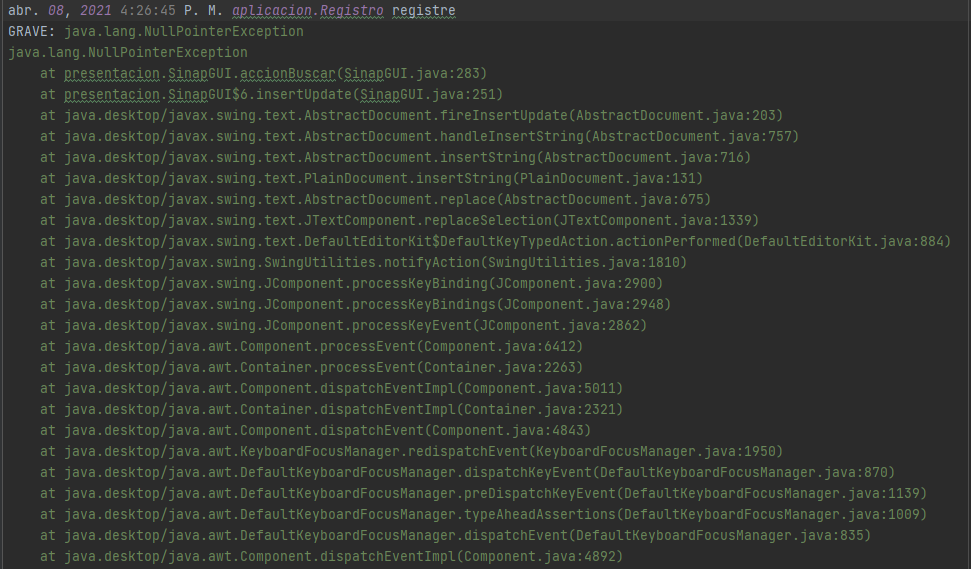 abr. 08, 2021 4:26:45 P. M. aplicacion.Registro registre
GRAVE: java.lang.NullPointerException
java.lang.NullPointerException
    at presentacion.SinapGUI.accionBuscar(SinapGUI.java:283)
    at presentacion.SinapGUI$6.insertUpdate(SinapGUI.java:251)
    at java.desktop/javax.swing.text.AbstractDocument.fireInsertUpdate(AbstractDocument.java:203)
    at java.desktop/javax.swing.text.AbstractDocument.handleInsertString(AbstractDocument.java:757)
    at java.desktop/javax.swing.text.AbstractDocument.insertString(AbstractDocument.java:716)
    at java.desktop/javax.swing.text.PlainDocument.insertString(PlainDocument.java:131)
    at java.desktop/javax.swing.text.AbstractDocument.replace(AbstractDocument.java:675)
    at java.desktop/javax.swing.text.JTextComponent.replaceSelection(JTextComponent.java:1339)
    at java.desktop/javax.swing.text.DefaultEditorKit$DefaultKeyTypedAction.actionPerformed(DefaultEditorKit.java:884)
    at java.desktop/javax.swing.SwingUtilities.notifyAction(SwingUtilities.java:1810)
    at java.desktop/javax.swing.JComponent.processKeyBinding(JComponent.java:2900)
    at java.desktop/javax.swing.JComponent.processKeyBindings(JComponent.java:2948)
    at java.desktop/javax.swing.JComponent.processKeyEvent(JComponent.java:2862)
    at java.desktop/java.awt.Component.processEvent(Component.java:6412)
    at java.desktop/java.awt.Container.processEvent(Container.java:2263)
    at java.desktop/java.awt.Component.dispatchEventImpl(Component.java:5011)
    at java.desktop/java.awt.Container.dispatchEventImpl(Container.java:2321)
    at java.desktop/java.awt.Component.dispatchEvent(Component.java:4843)
    at java.desktop/java.awt.KeyboardFocusManager.redispatchEvent(KeyboardFocusManager.java:1950)
    at java.desktop/java.awt.DefaultKeyboardFocusManager.dispatchKeyEvent(DefaultKeyboardFocusManager.java:870)
    at java.desktop/java.awt.DefaultKeyboardFocusManager.preDispatchKeyEvent(DefaultKeyboardFocusManager.java:1139)
    at java.desktop/java.awt.DefaultKeyboardFocusManager.typeAheadAssertions(DefaultKeyboardFocusManager.java:1009)
    at java.desktop/java.awt.DefaultKeyboardFocusManager.dispatchEvent(DefaultKeyboardFocusManager.java:835)
    at java.desktop/java.awt.Component.dispatchEventImpl(Component.java:4892)